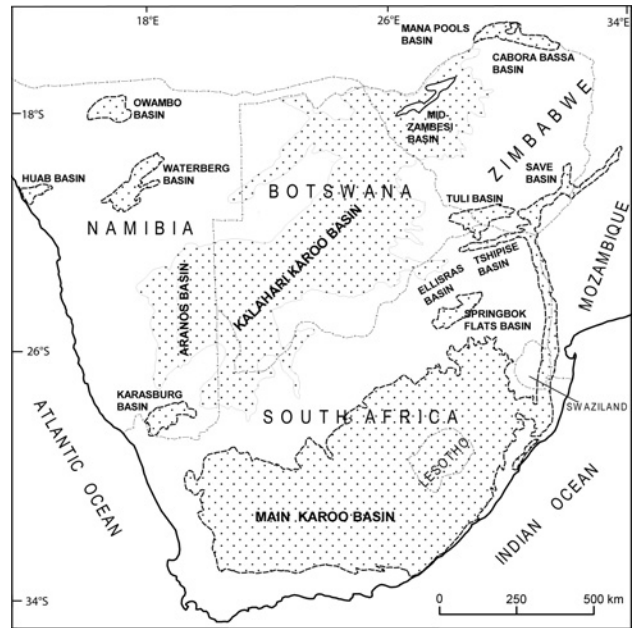 18°E
26°E
34°E
MANA POOLS
BASIN
CABORA BASSA
BASIN
OWAMBO
BASIN
18°S
MID-
ZAMBESI
BASIN
ZIMBABWE
HUAB BASIN
WATERBERG
BASIN
SAVE
BASIN
BOTSWANA
TULI BASIN
NAMIBIA
MOZAMBIQUE
TSHIPISE
BASIN
KALAHARI KAROO BASIN
ARANOS BASIN
ELLISRAS
BASIN
SPRINGBOK
FLATS BASIN
26°S
KARASBURG
BASIN
SOUTH AFRICA
SWAZILAND
ATLANTIC OCEAN
LESOTHO
MAIN KAROO BASIN
INDIAN OCEAN
34°S
0 250 500 km